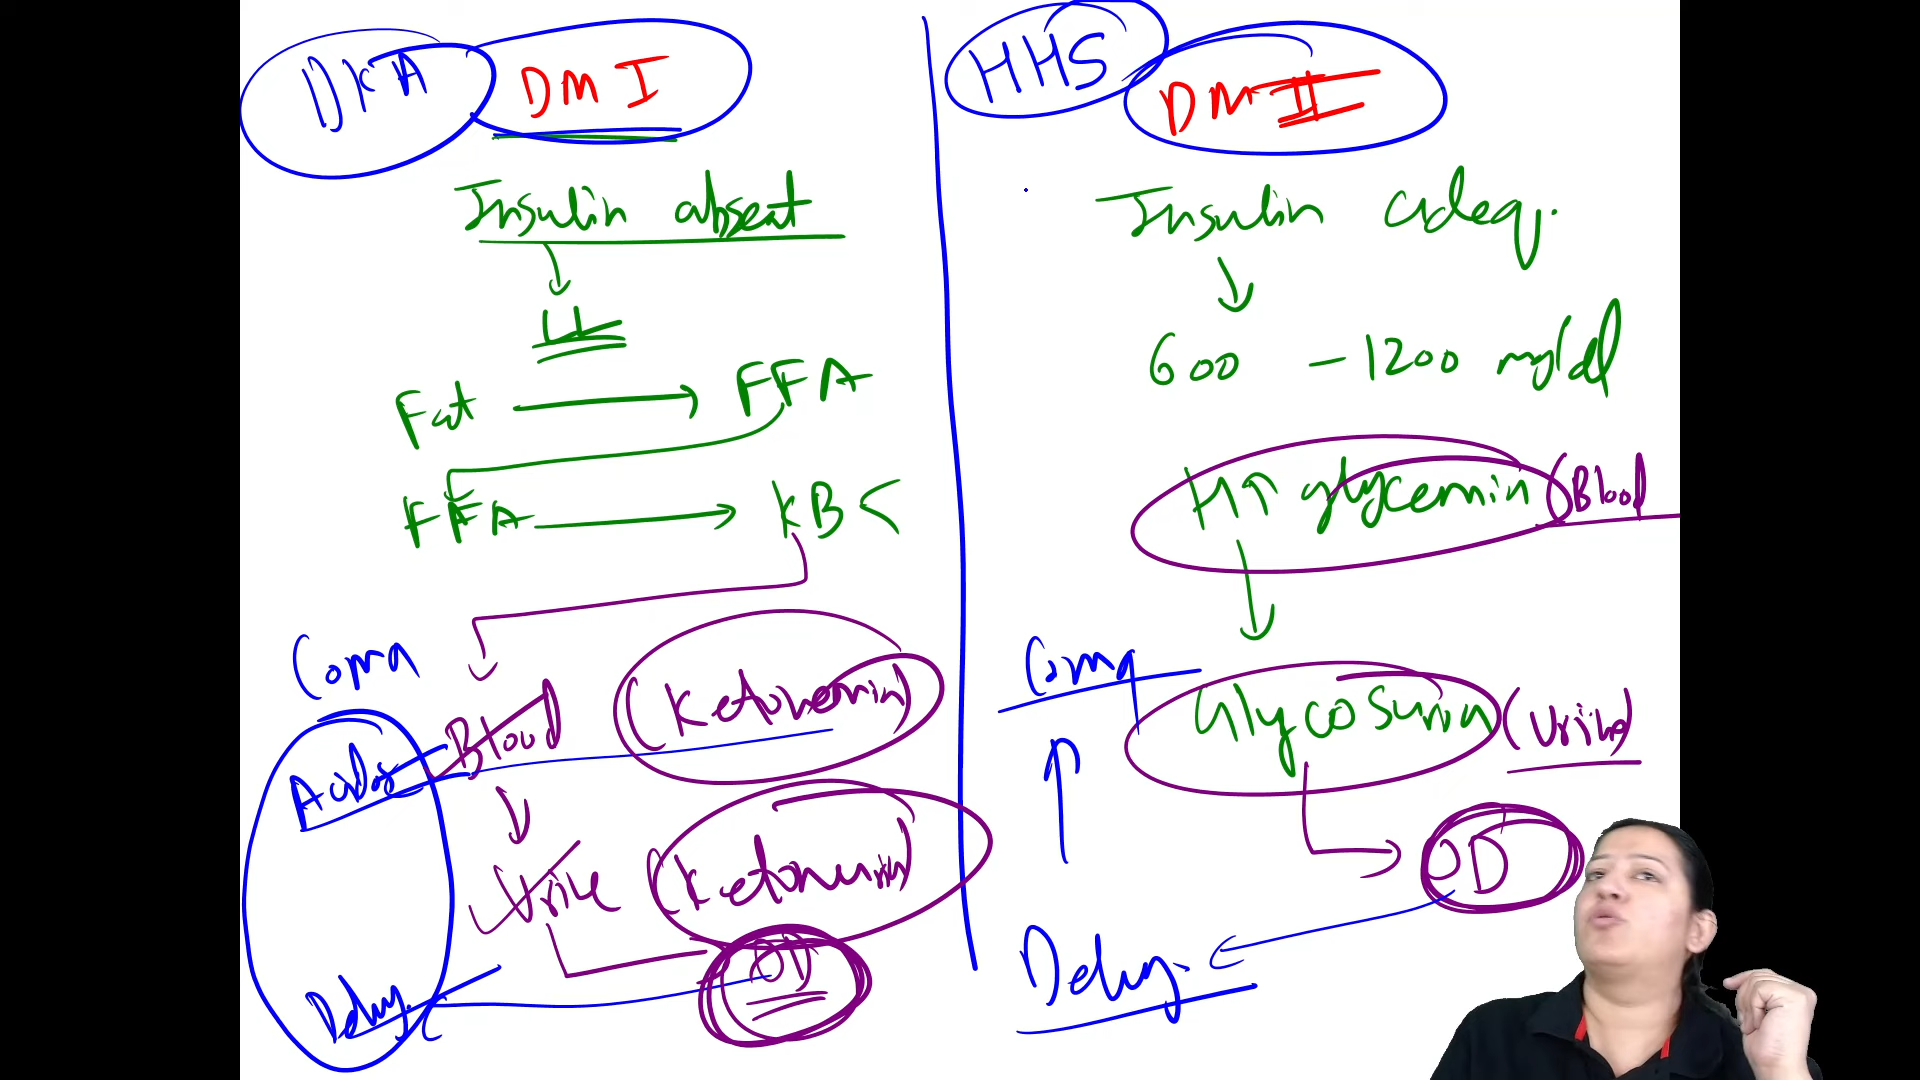 DKA DM I
Insulin absent
LL
Fat → FFA
FFA → KB <
Coma
Blood (Ketonemia)
Acidos
Urine (Ketonuria)
OD
Dehy.
HHS DM II
Insulin adeq.
600 - 1200 mg/dl
H↑ glycemia (Blood
Coma
Glycosuria (Urine)
OD
Dehy.